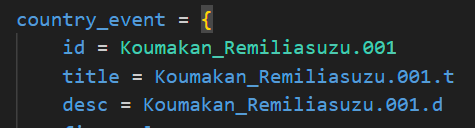 country_event = {
id = Koumakan_Remiliasuzu.001
title = Koumakan_Remiliasuzu.001.t
desc = Koumakan_Remiliasuzu.001.d